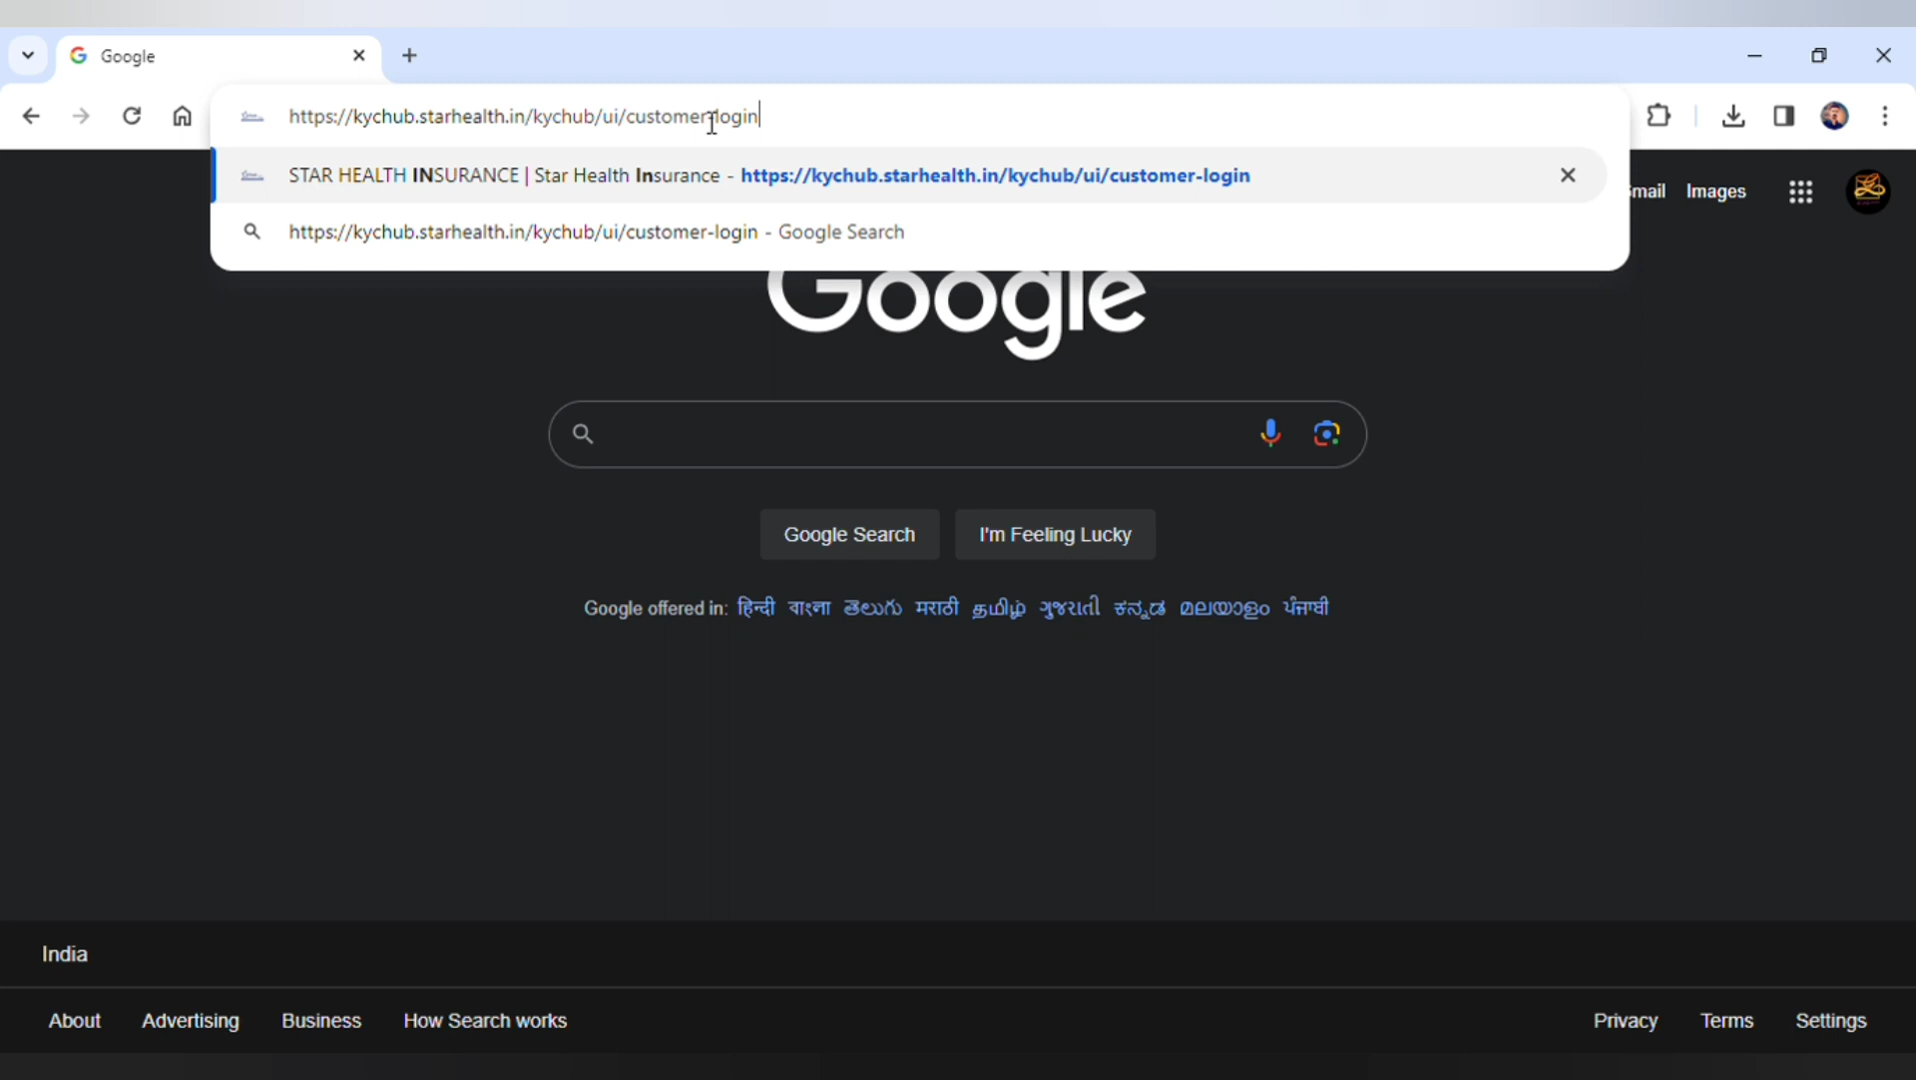 Google
https://kychub.starhealth.in/kychub/ui/customer-login
STAR HEALTH INSURANCE | Star Health Insurance - https://kychub.starhealth.in/kychub/ui/customer-login
https://kychub.starhealth.in/kychub/ui/customer-login - Google Search
Gmail Images
Google
Google Search I'm Feeling Lucky
Google offered in: हिन्दी বাংলা తెలుగు मराठी தமிழ் ગુજરાતી ಕನ್ನಡ മലയാളം ਪੰਜਾਬੀ
India
About Advertising Business How Search works Privacy Terms Settings